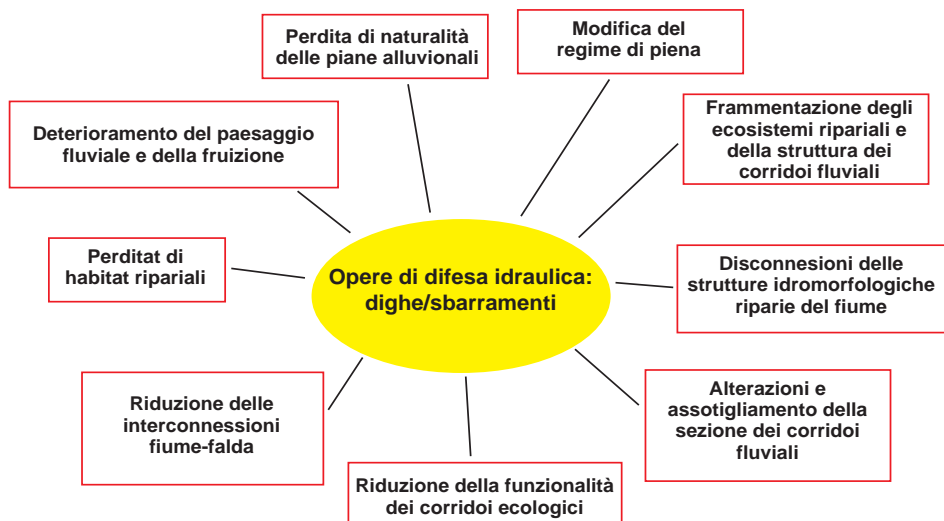 Perdita di naturalità
delle piane alluvionali
Modifica del
regime di piena
Deterioramento del paesaggio
fluviale e della fruizione
Frammentazione degli
ecosistemi ripariali e
della struttura dei
corridoi fluviali
Perditat di
habitat ripariali
Opere di difesa idraulica:
dighe/sbarramenti
Disconnesioni delle
strutture idromorfologiche
riparie del fiume
Riduzione delle
interconnessioni
fiume-falda
Alterazioni e
assotigliamento della
sezione dei corridoi
fluviali
Riduzione della funzionalità
dei corridoi ecologici